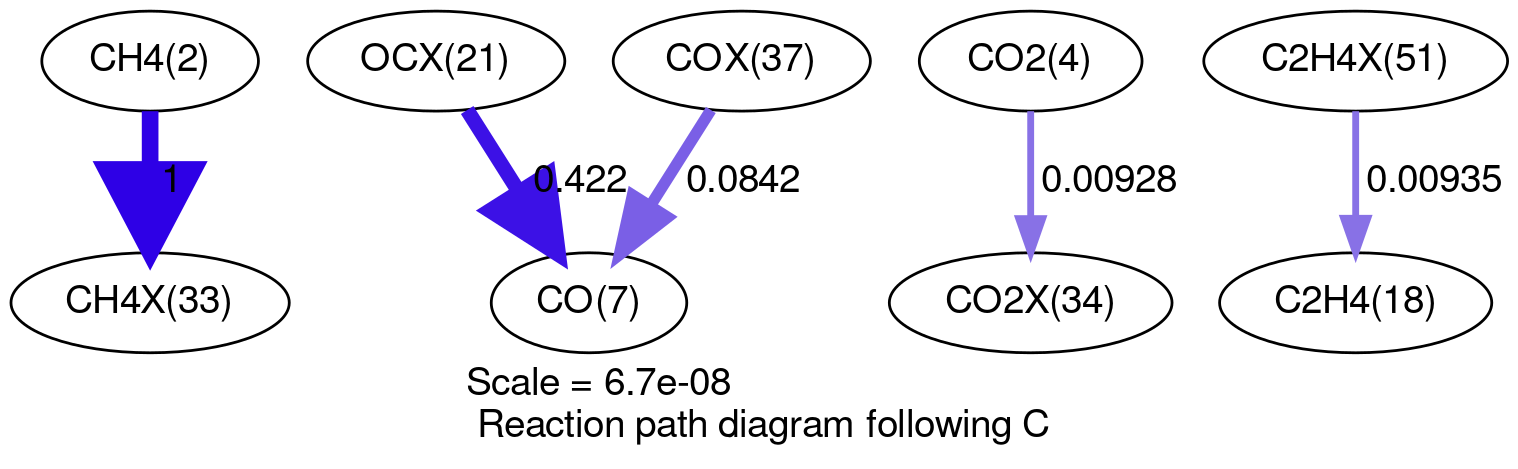 CH4(2)
OCX(21)
COX(37)
CO2(4)
C2H4X(51)
1
0.422
0.0842
0.00928
0.00935
CH4X(33)
CO(7)
CO2X(34)
C2H4(18)
Scale = 6.7e-08
Reaction path diagram following C